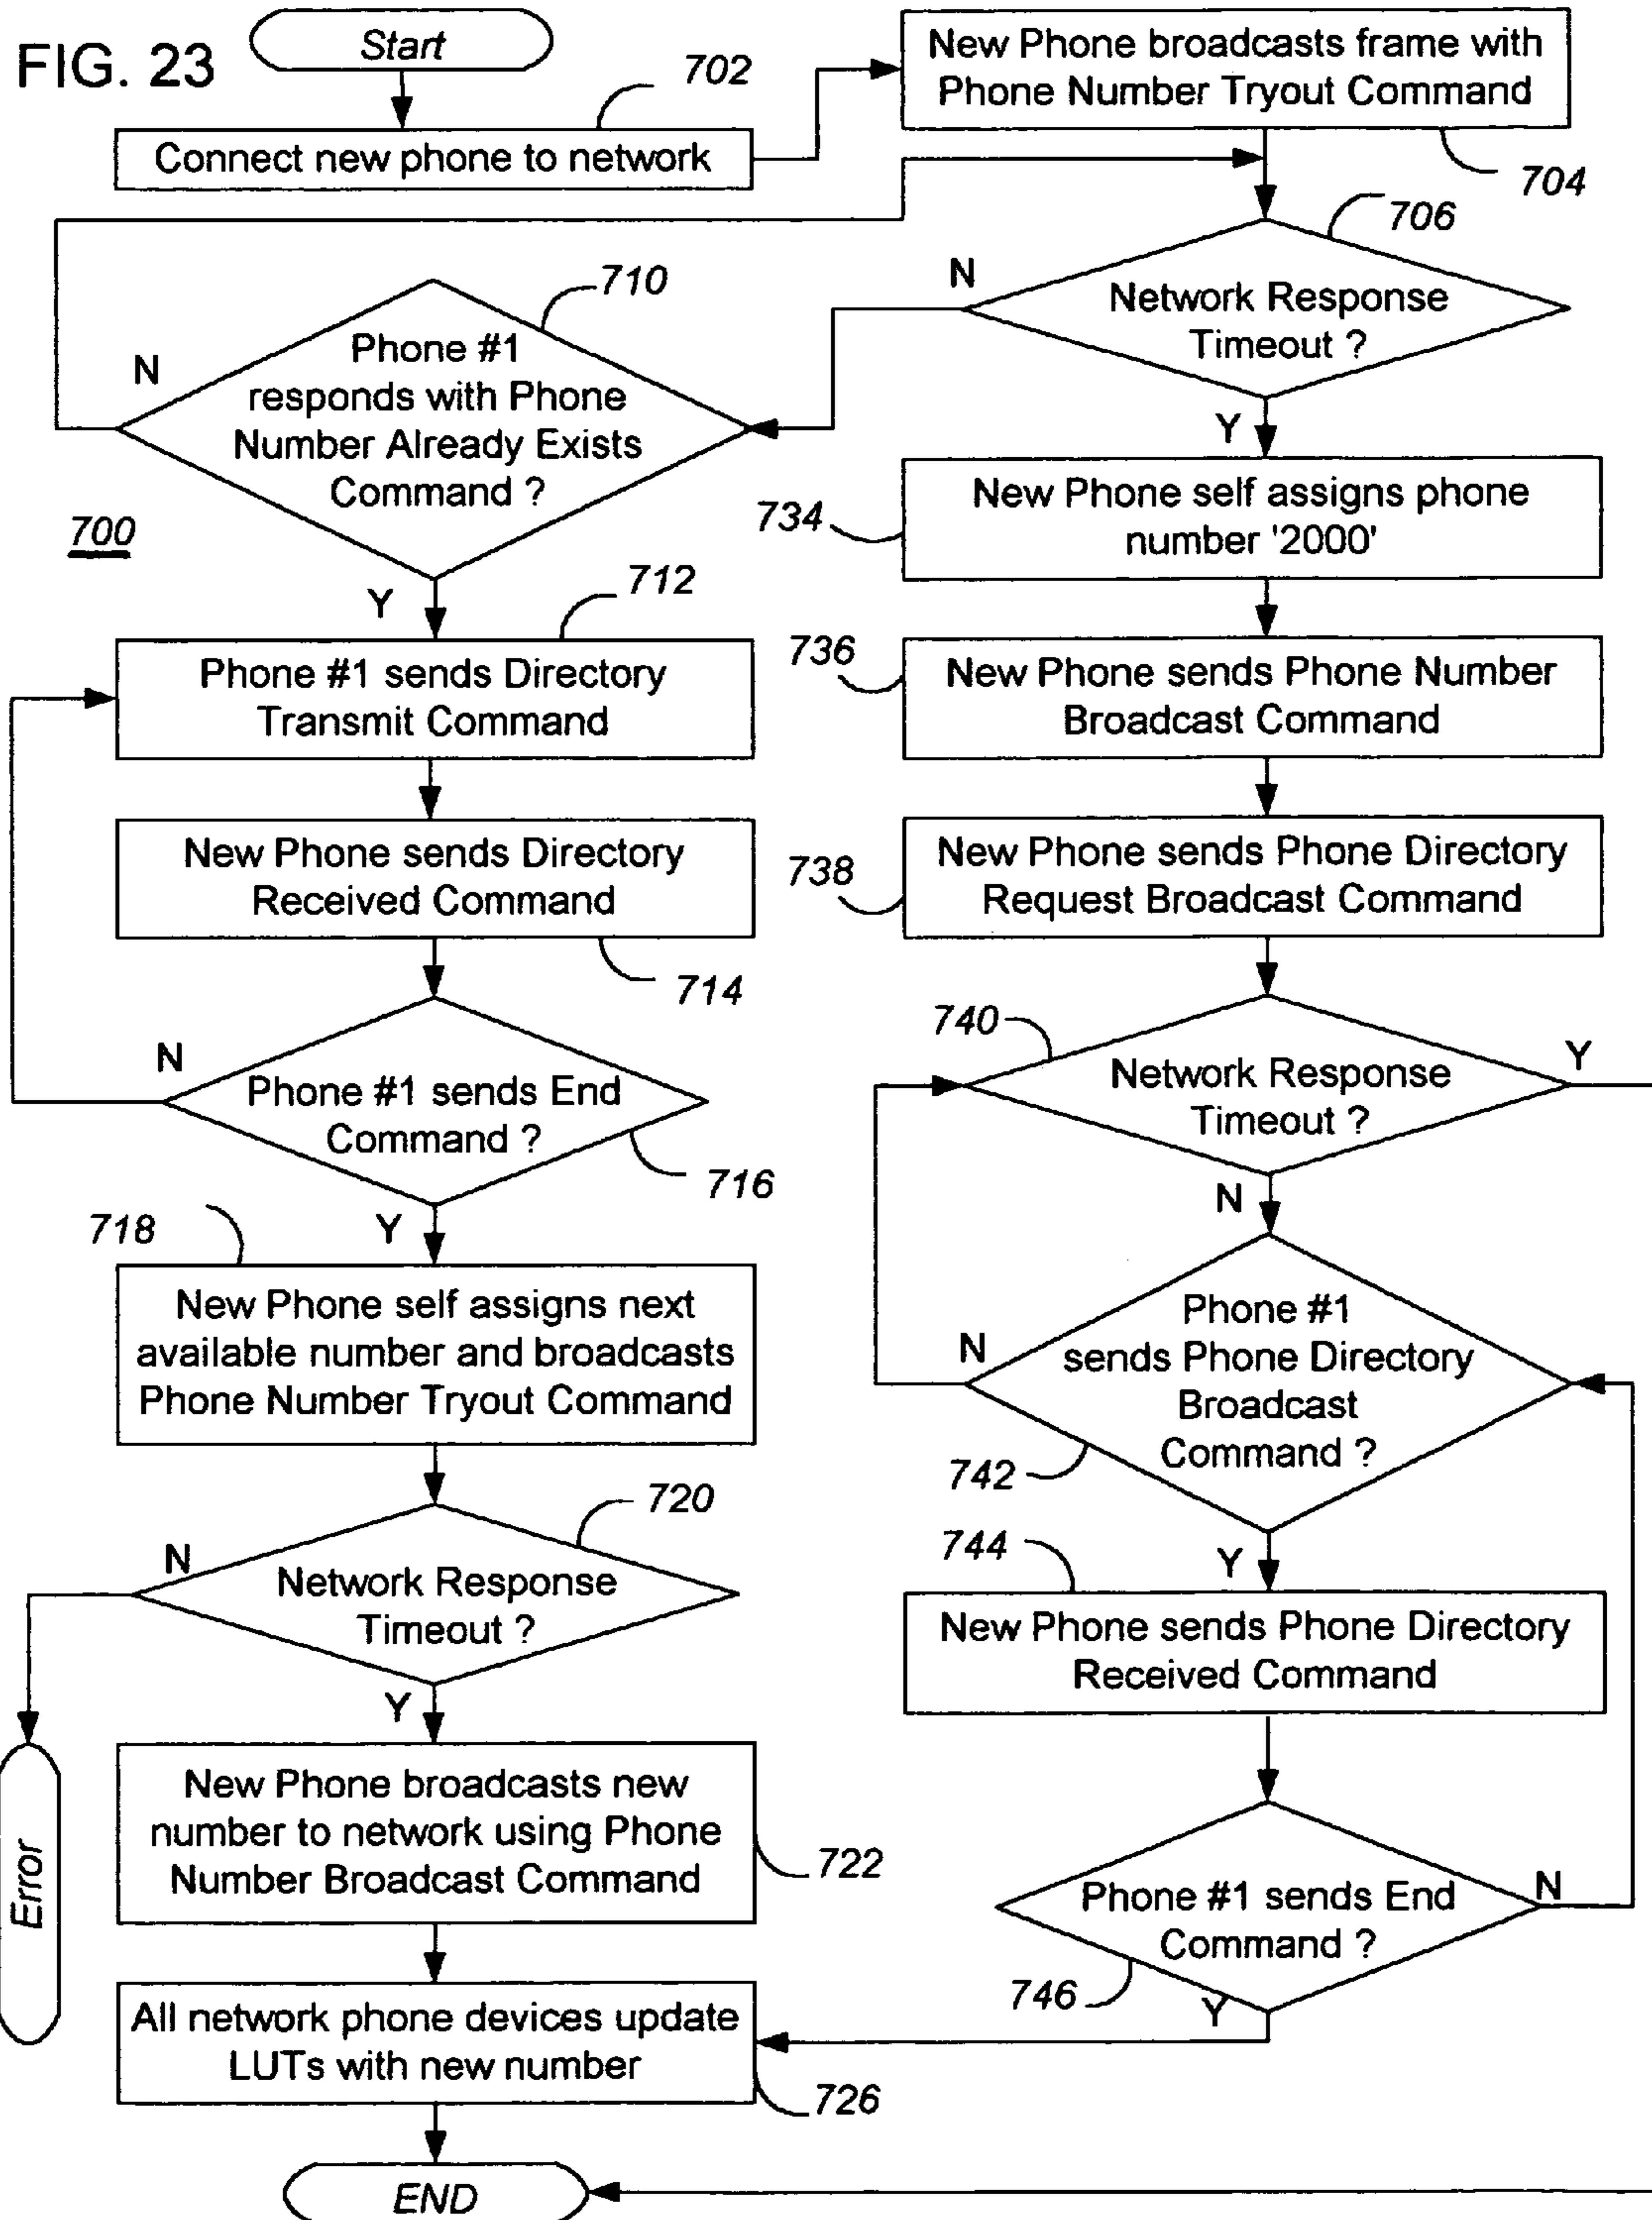 FIG. 23
Start
702
Connect new phone to network
New Phone broadcasts frame with
Phone Number Tryout Command
704
706
N
Network Response
Timeout ?
Y
710
Phone #1
responds with Phone
Number Already Exists
Command ?
N
Y
700
712
Phone #1 sends Directory
Transmit Command
New Phone sends Directory
Received Command
714
N
Phone #1 sends End
Command ?
716
Y
718
New Phone self assigns next
available number and broadcasts
Phone Number Tryout Command
720
N
Network Response
Timeout ?
Y
Error
New Phone broadcasts new
number to network using Phone
Number Broadcast Command
722
All network phone devices update
LUTs with new number
726
END
734
New Phone self assigns phone
number '2000'
736
New Phone sends Phone Number
Broadcast Command
738
New Phone sends Phone Directory
Request Broadcast Command
740
Network Response
Timeout ?
Y
N
Phone #1
sends Phone Directory
Broadcast
Command ?
N
742
Y
744
New Phone sends Phone Directory
Received Command
Phone #1 sends End
Command ?
N
746
Y